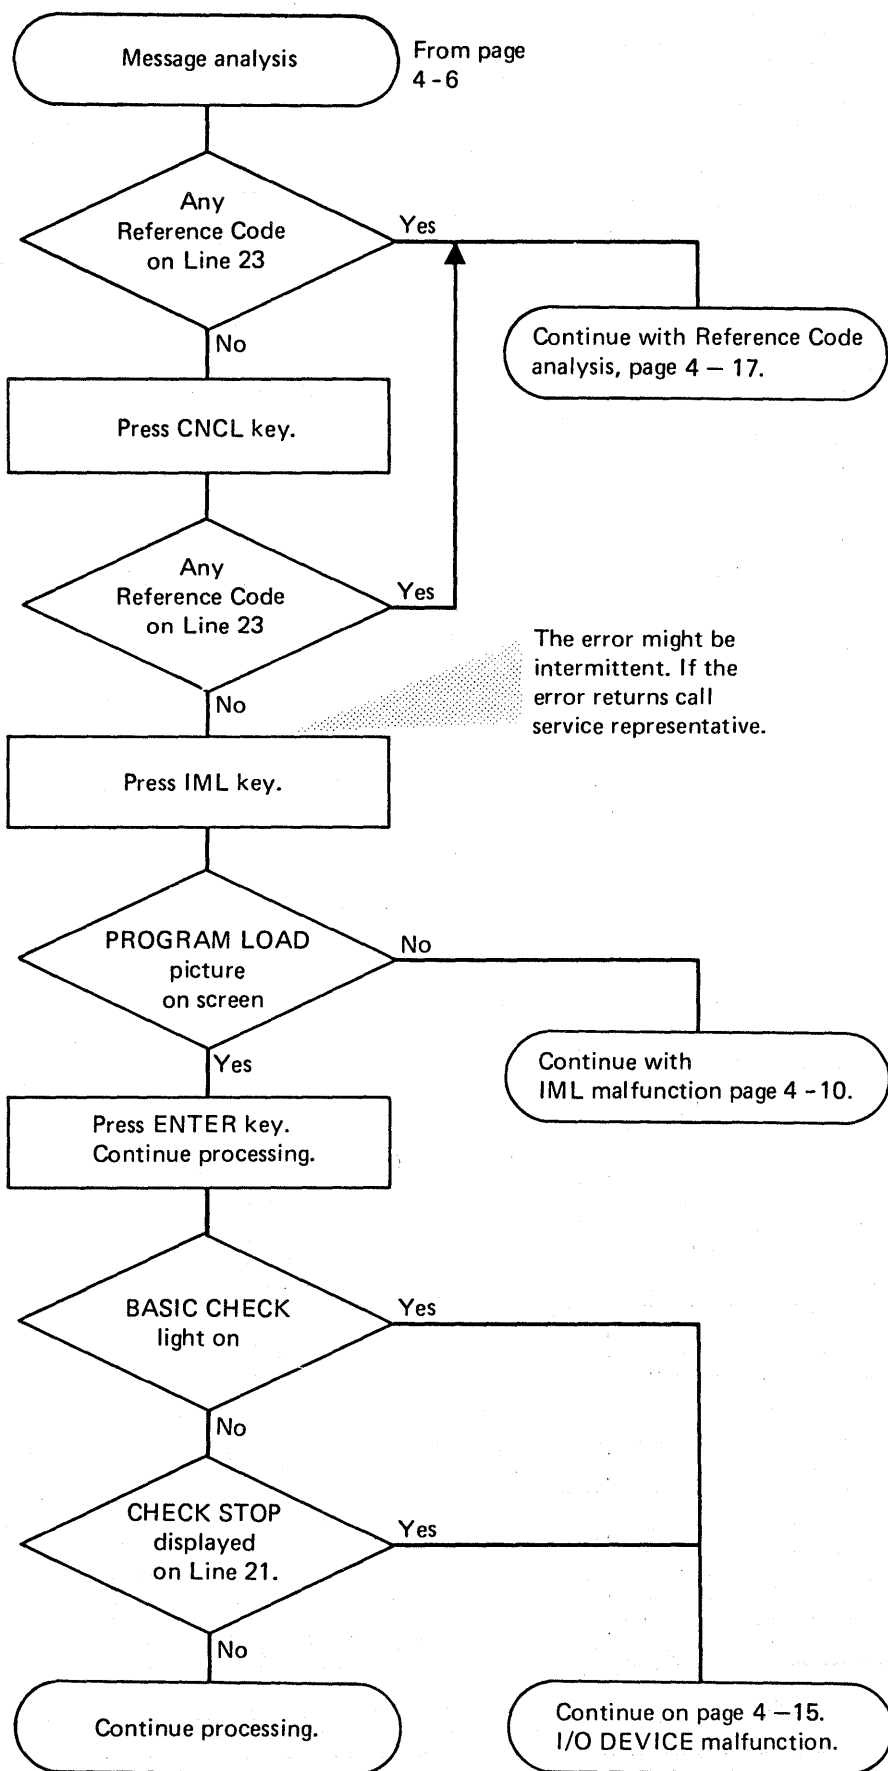 Message analysis
From page
4-6
Any
Reference Code
on Line 23
Yes
No
Continue with Reference Code
analysis, page 4 – 17.
Press CNCL key.
Any
Reference Code
on Line 23
Yes
No
The error might be
intermittent. If the
error returns call
service representative.
Press IML key.
PROGRAM LOAD
picture
on screen
No
Yes
Continue with
IML malfunction page 4 -10.
Press ENTER key.
Continue processing.
BASIC CHECK
light on
Yes
No
CHECK STOP
displayed
on Line 21.
Yes
No
Continue processing.
Continue on page 4 –15.
I/O DEVICE malfunction.